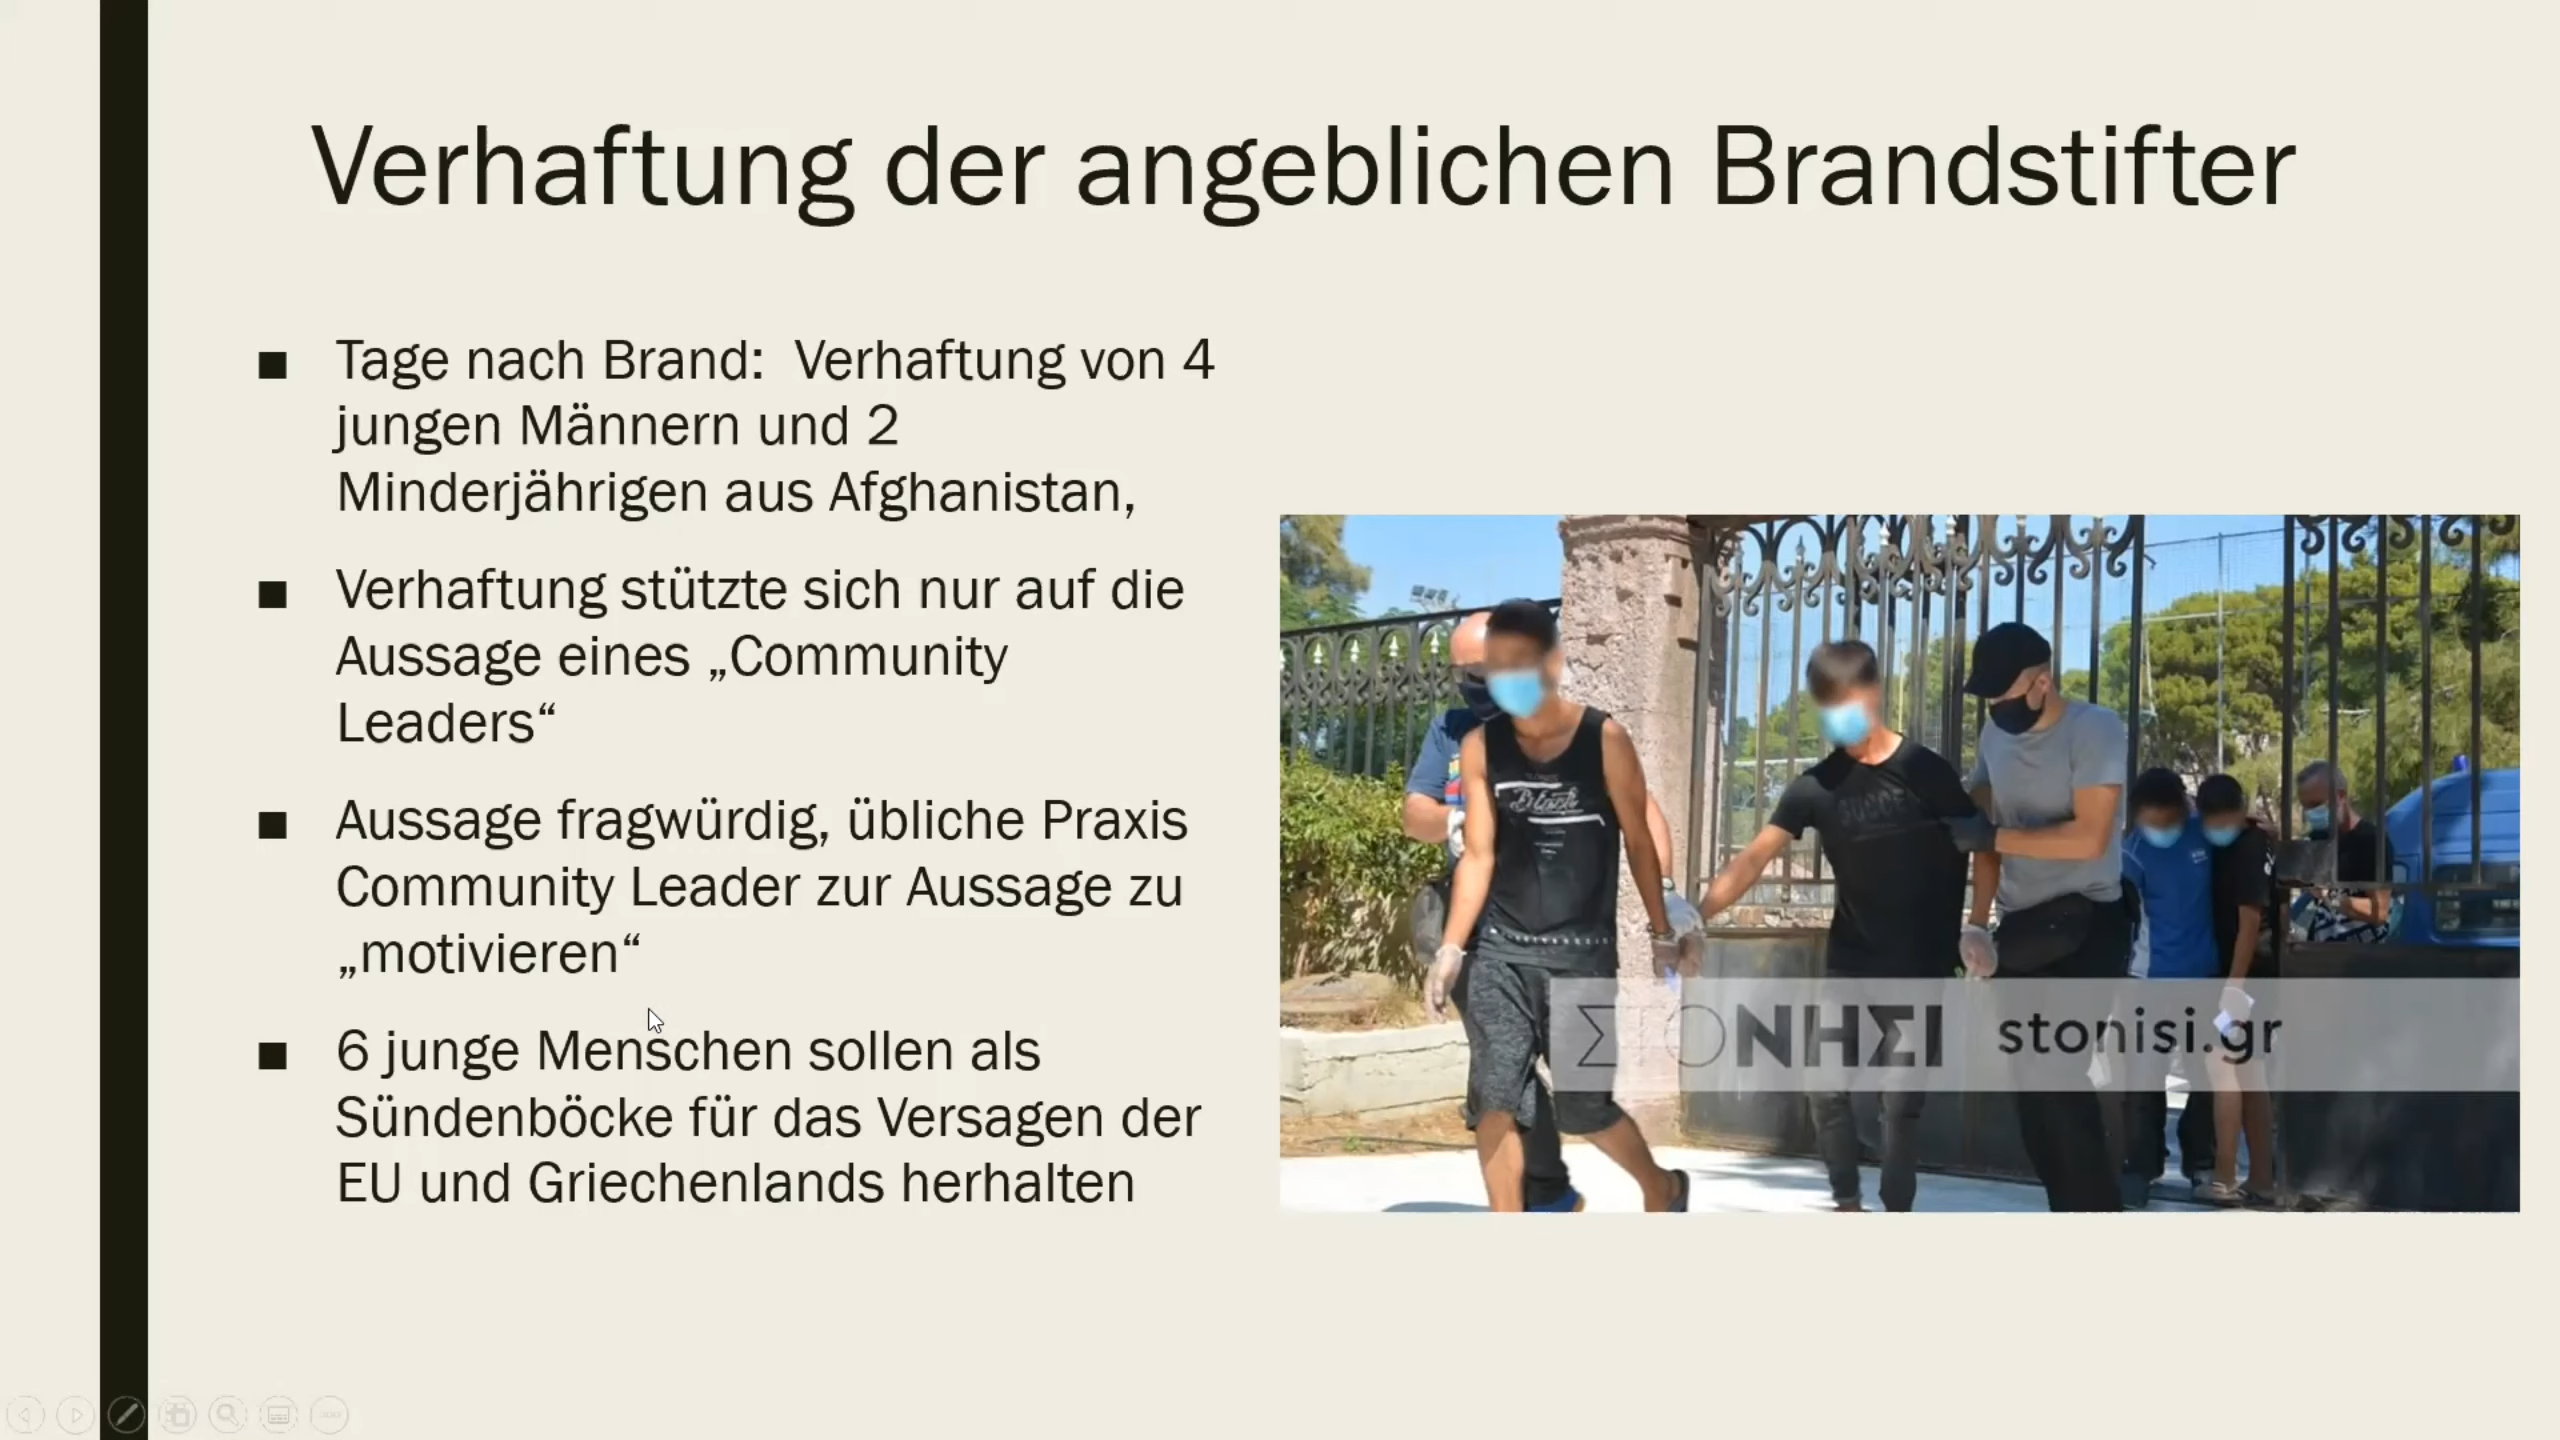 Verhaftung der angeblichen Brandstifter
■ Tage nach Brand:  Verhaftung von 4
jungen Männern und 2
Minderjährigen aus Afghanistan,
■ Verhaftung stützte sich nur auf die
Aussage eines „Community
Leaders“
■ Aussage fragwürdig, übliche Praxis
Community Leader zur Aussage zu
„motivieren“
■ 6 junge Menschen sollen als
Sündenböcke für das Versagen der
EU und Griechenlands herhalten
Black
ΣΤΟΝΗΣΙ stonisi.gr